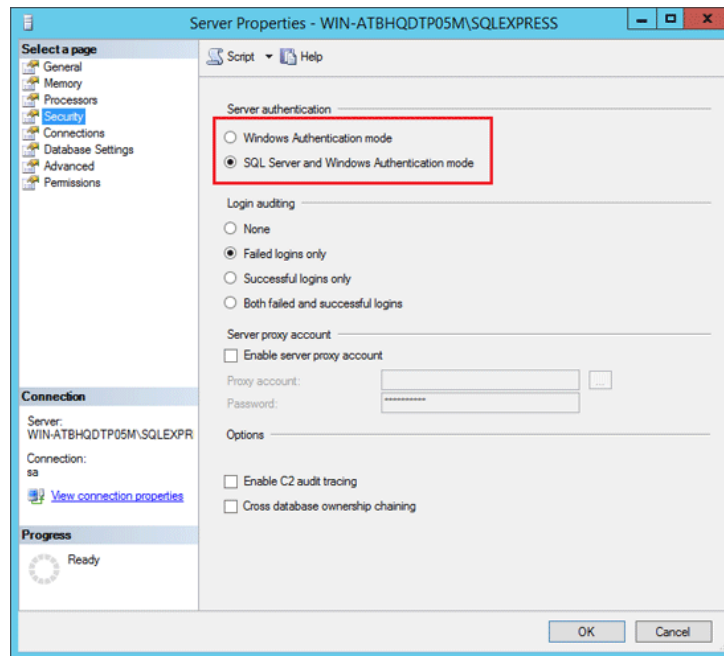 Server Properties - WIN-ATBHQDTP05M\SQLEXPRESS
Select a page
General
Memory
Processors
Security
Connections
Database Settings
Advanced
Permissions
Script
Help
Server authentication
Windows Authentication mode
SQL Server and Windows Authentication mode
Login auditing
None
Failed logins only
Successful logins only
Both failed and successful logins
Server proxy account
Enable server proxy account
Proxy account:
...
Password:
**********
Options
Enable C2 audit tracing
Cross database ownership chaining
Connection
Server:
WIN-ATBHQDTP05M\SQLEXPR
Connection:
sa
View connection properties
Progress
Ready
OK
Cancel